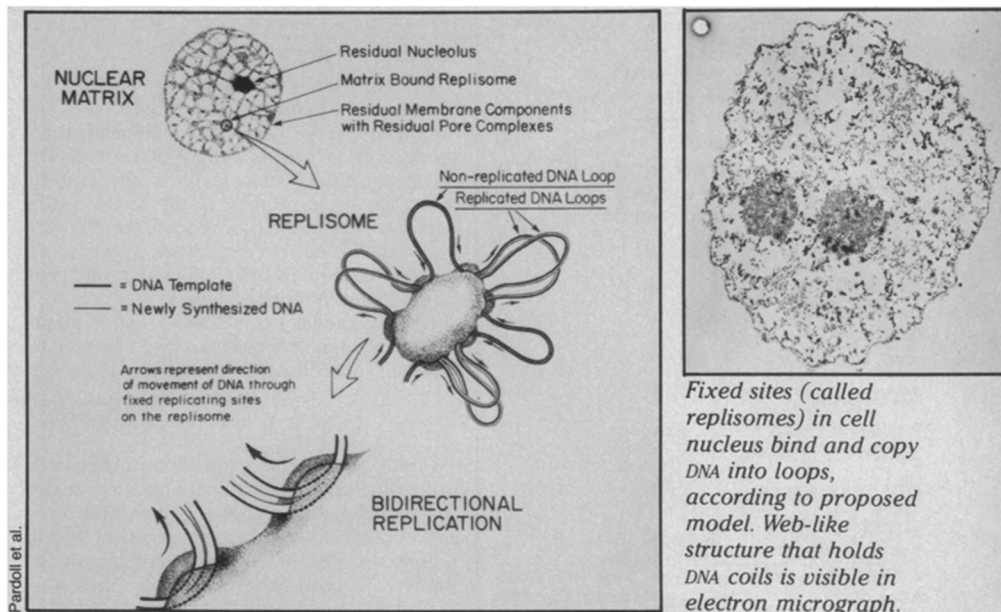 NUCLEAR
MATRIX
Residual Nucleolus
Matrix Bound Replisome
Residual Membrane Components
with Residual Pore Complexes
Non-replicated DNA Loop
Replicated DNA Loops
REPLISOME
= DNA Template
= Newly Synthesized DNA
Arrows represent direction
of movement of DNA through
fixed replicating sites
on the replisome.
BIDIRECTIONAL
REPLICATION
Pardoll et al.
Fixed sites (called
replisomes) in cell
nucleus bind and copy
DNA into loops,
according to proposed
model. Web-like
structure that holds
DNA coils is visible in
electron micrograph.